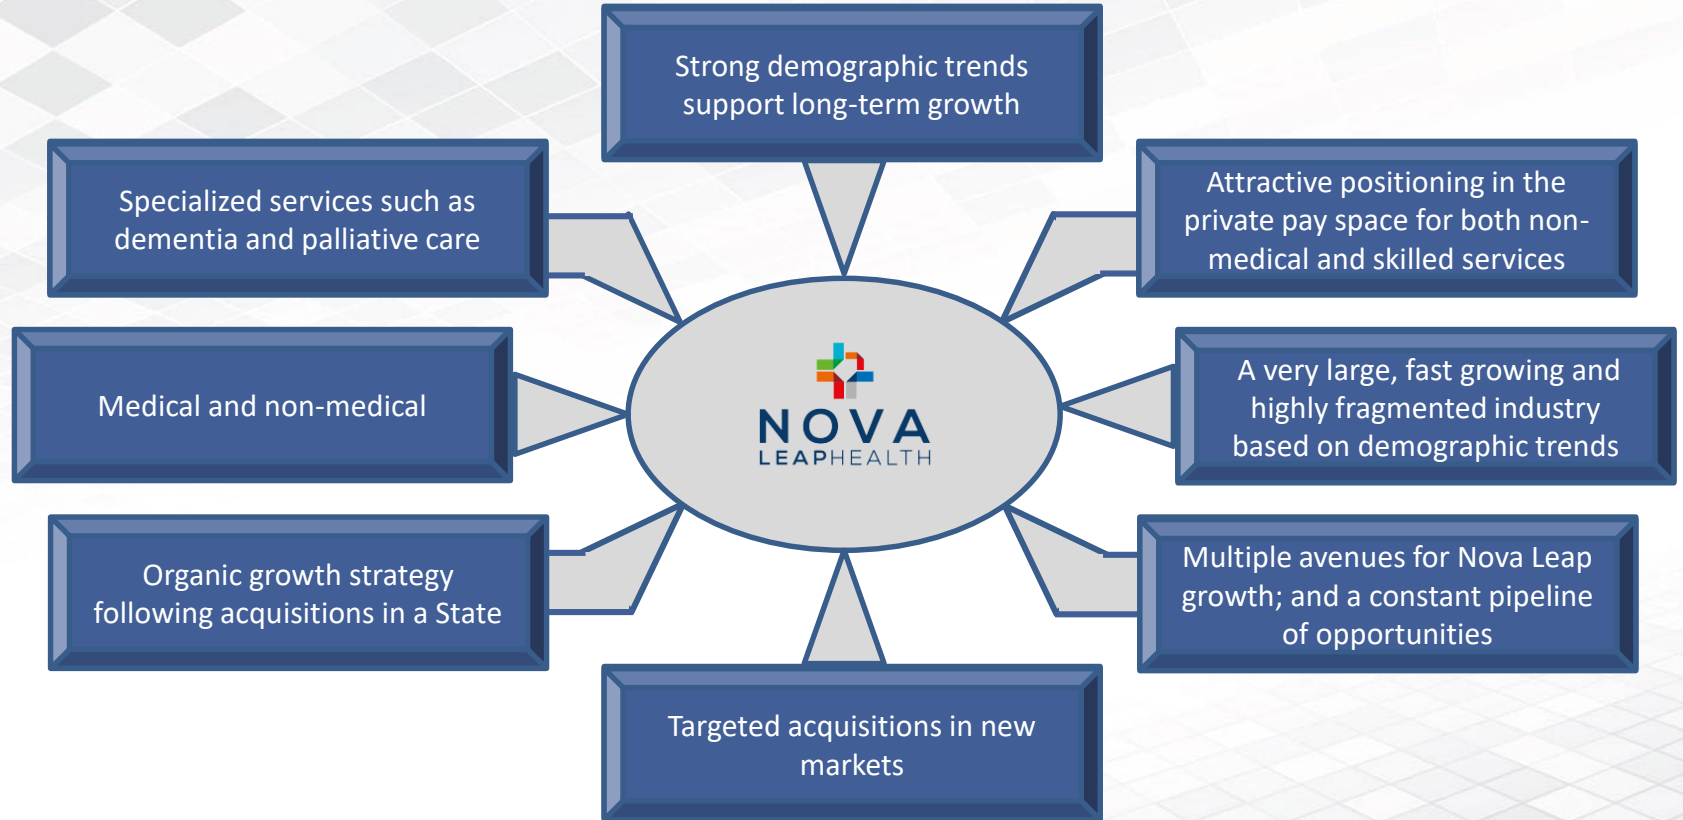 Strong demographic trends
support long-term growth
Specialized services such as
dementia and palliative care
Attractive positioning in the
private pay space for both non-
medical and skilled services
Medical and non-medical
NOVA
LEAPHEALTH
A very large, fast growing and
highly fragmented industry
based on demographic trends
Organic growth strategy
following acquisitions in a State
Multiple avenues for Nova Leap
growth; and a constant pipeline
of opportunities
Targeted acquisitions in new
markets